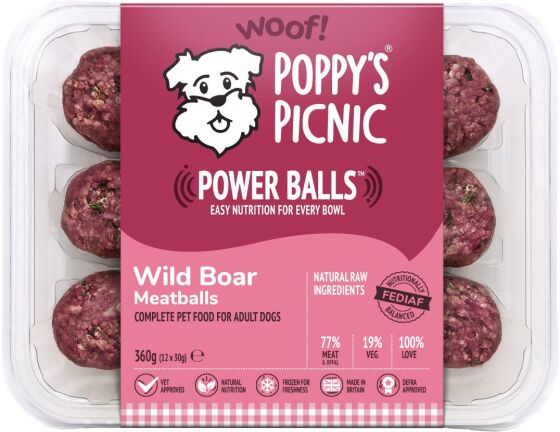 woof!
POPPY'S®
PICNIC
POWER BALLS™
EASY NUTRITION FOR EVERY BOWL
Wild Boar
Meatballs
COMPLETE PET FOR ADULT DOGS
360g (12 x 30g) ℮
NATURAL RAW
INGREDIENTS
NUTRITIONALLY
FEDIAF
BALANCED
77%
MEAT
& OFFAL
19%
VEG
100%
LOVE
VET
APPROVED
NATURAL
NUTRITION
FROZEN FOR
FRESHNESS
MADE IN
BRITAIN
DEFRA
APPROVED